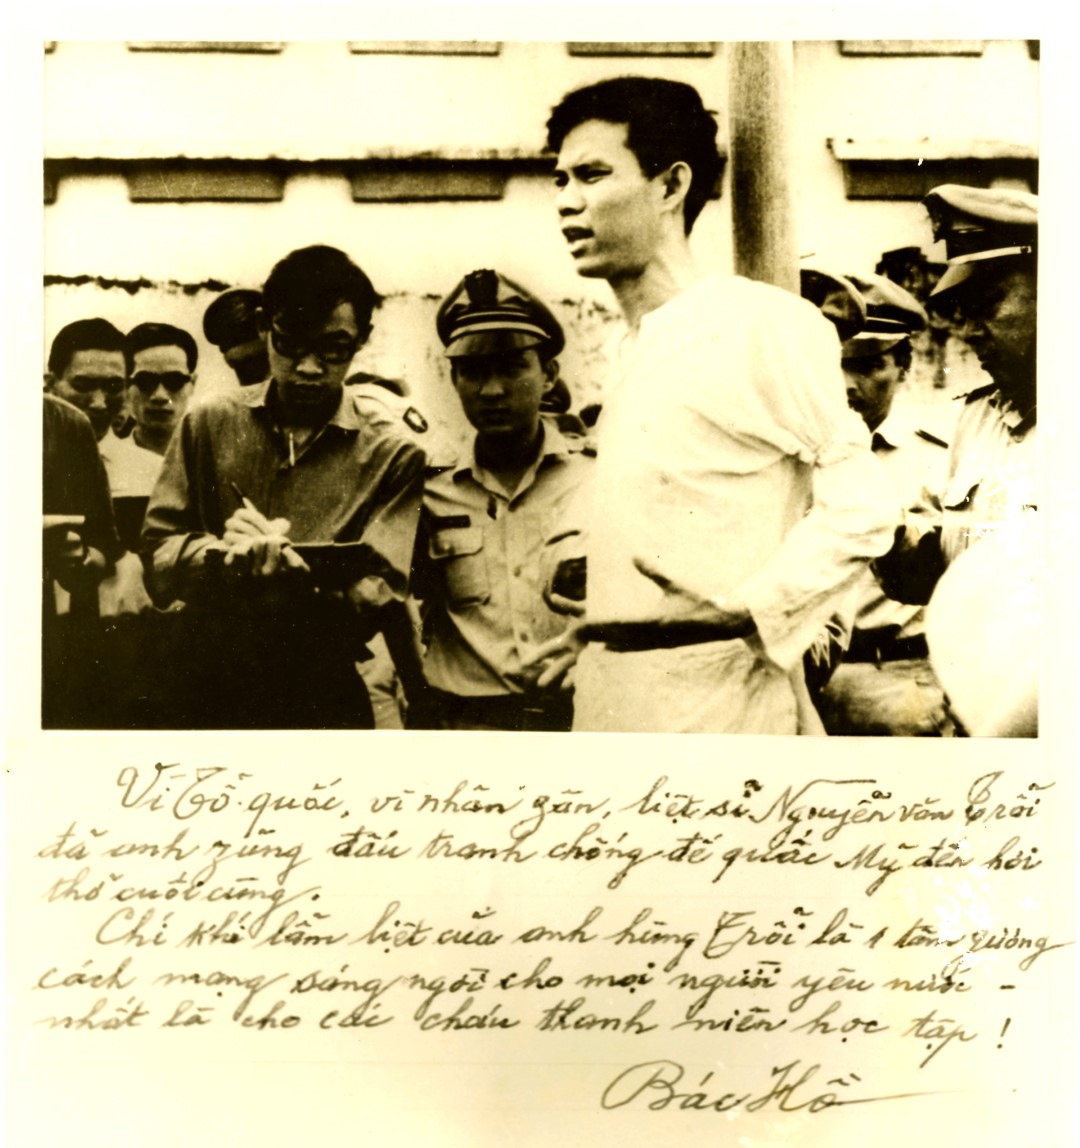 Vì Tổ quốc, vì nhân zân, liệt sĩ Nguyễn văn Trỗi
đã anh zũng đấu tranh chống đế quốc Mỹ đến hơi
thở cuối cùng.
Chí khí lẫm liệt của anh hùng Trỗi là 1 tấm gương
cách mạng sáng ngời cho mọi người yêu nước -
nhất là cho các cháu thanh niên học tập!
Bác Hồ